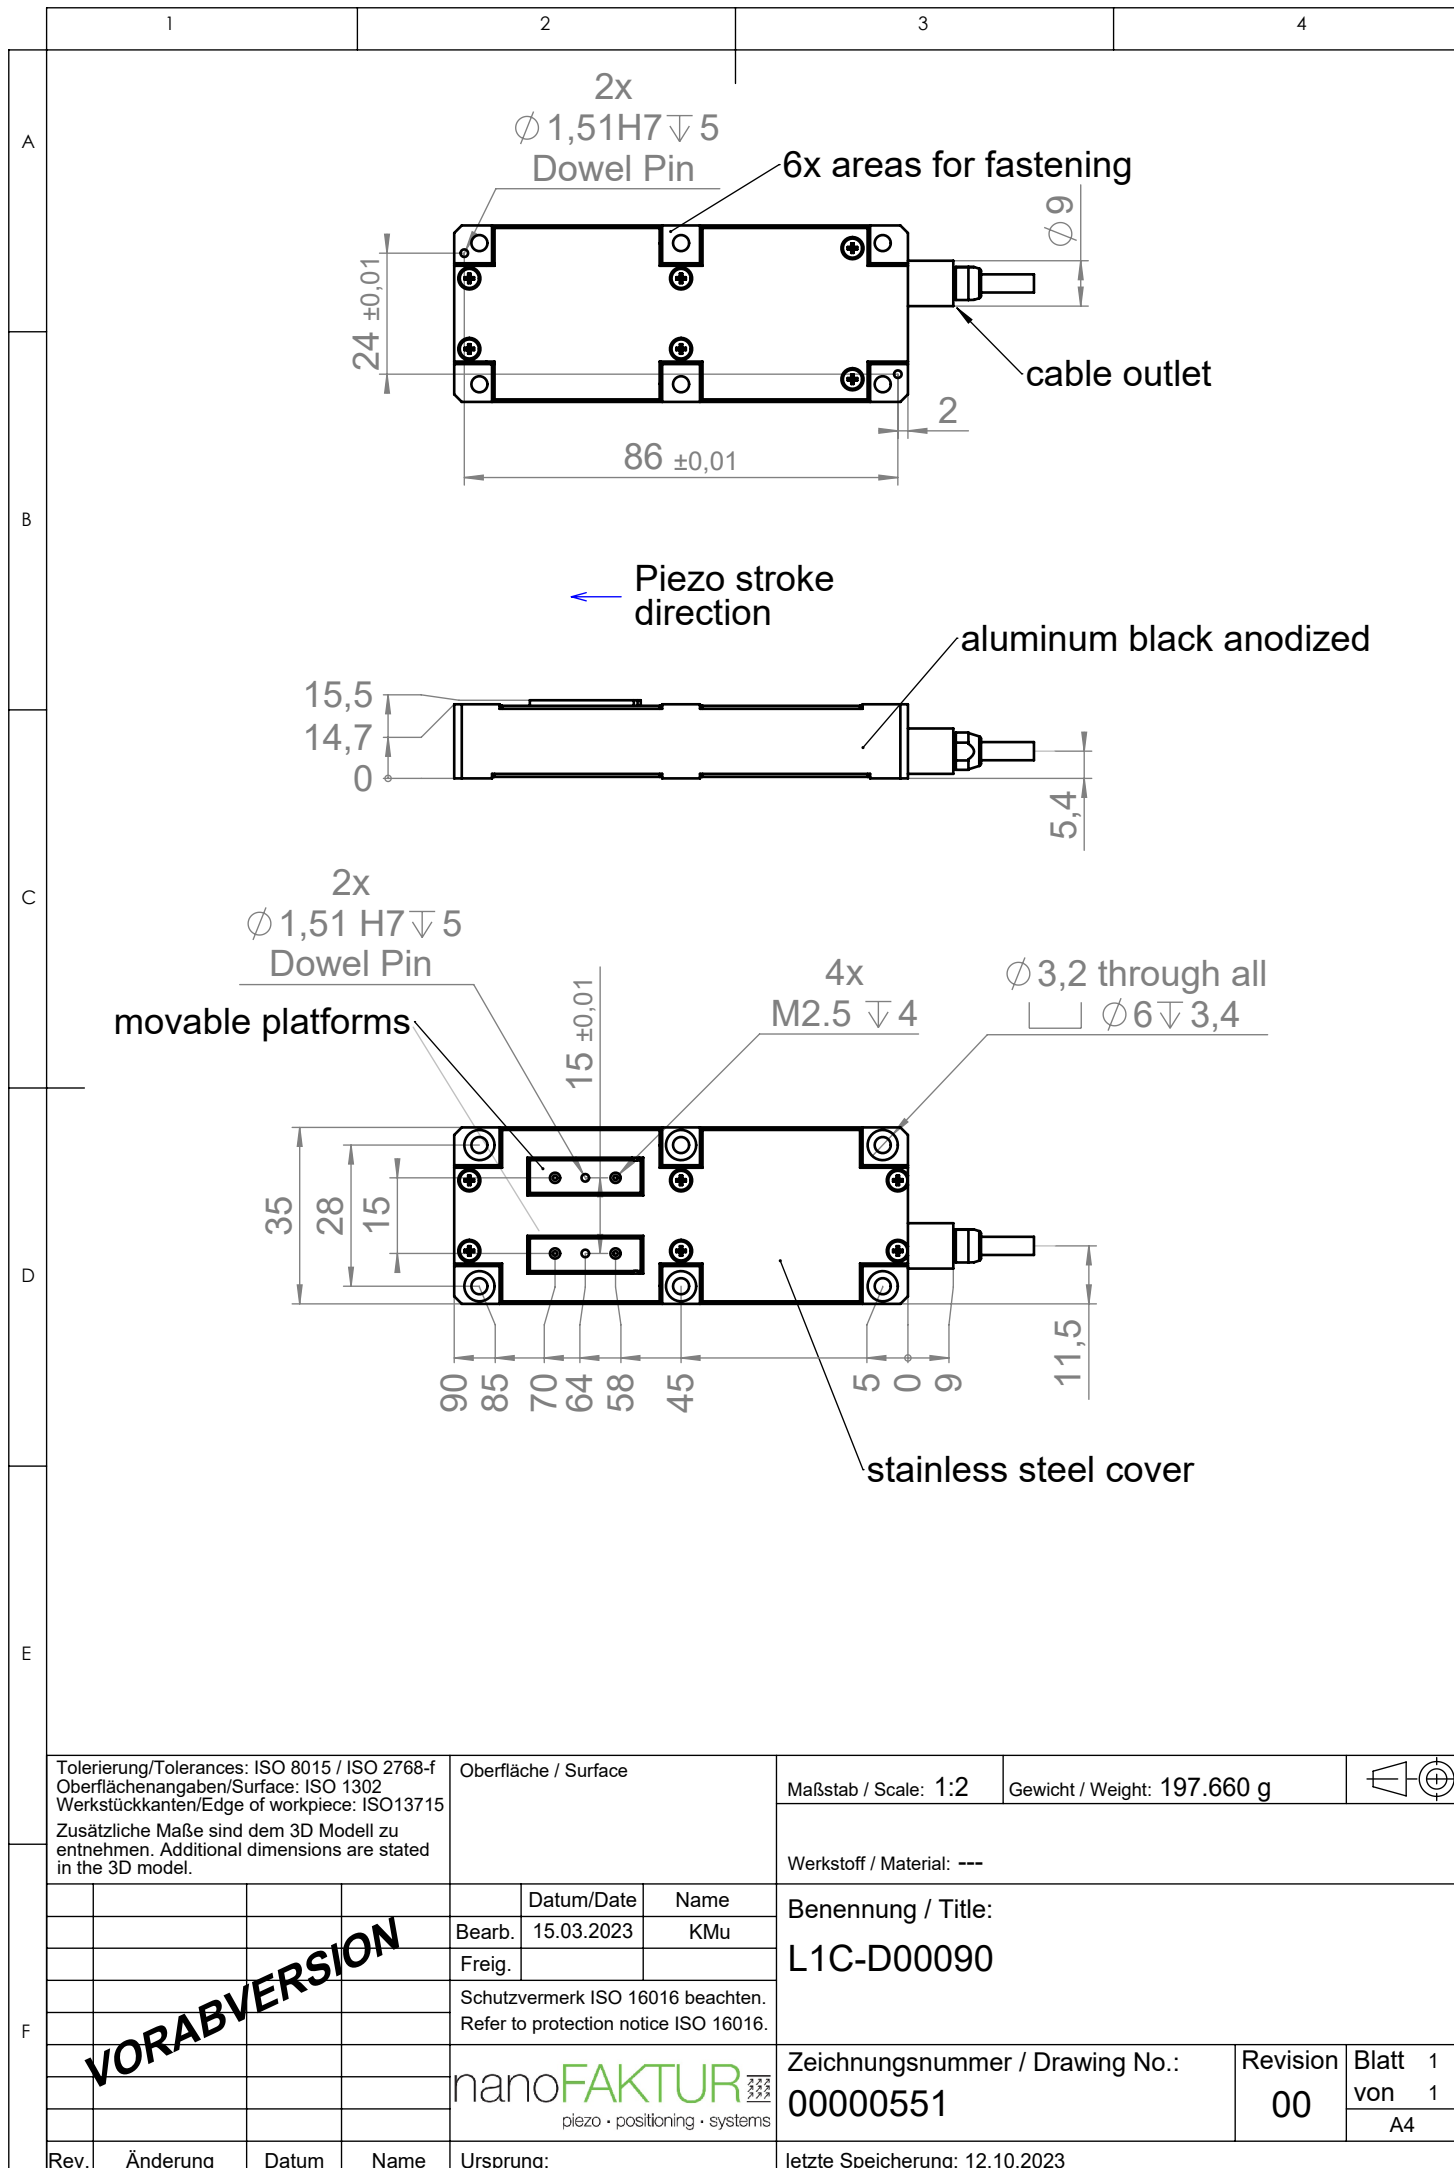 1 2 3 4
A
B
C
D
E
F
2x
∅ 1,51H7 ↧ 5
Dowel Pin
6x areas for fastening
∅ 9
24 ±0,01
cable outlet
2
86 ±0,01
Piezo stroke
direction
aluminum black anodized
15,5
14,7
0
5,4
2x
∅ 1,51 H7 ↧ 5
Dowel Pin
movable platforms
15 ±0,01
4x
M2.5 ↧ 4
∅ 3,2 through all
⌴ ∅ 6 ↧ 3,4
35
28
15
90 85 70 64 58 45 5 0 9
11,5
stainless steel cover
Tolerierung/Tolerances: ISO 8015 / ISO 2768-f
Oberflächenangaben/Surface: ISO 1302
Werkstückkanten/Edge of workpiece: ISO13715
Zusätzliche Maße sind dem 3D Modell zu
entnehmen. Additional dimensions are stated
in the 3D model.
Oberfläche / Surface
Maßstab / Scale: 1:2
Gewicht / Weight: 197.660 g
Werkstoff / Material: ---
VORABVERSION
Datum/Date Name
Bearb. 15.03.2023 KMu
Freig.
Schutzvermerk ISO 16016 beachten.
Refer to protection notice ISO 16016.
Benennung / Title:
L1C-D00090
nanoFAKTUR
piezo · positioning · systems
Zeichnungsnummer / Drawing No.:
00000551
Revision
00
Blatt 1
von 1
A4
Rev. Änderung Datum Name
Ursprung:
letzte Speicherung: 12.10.2023